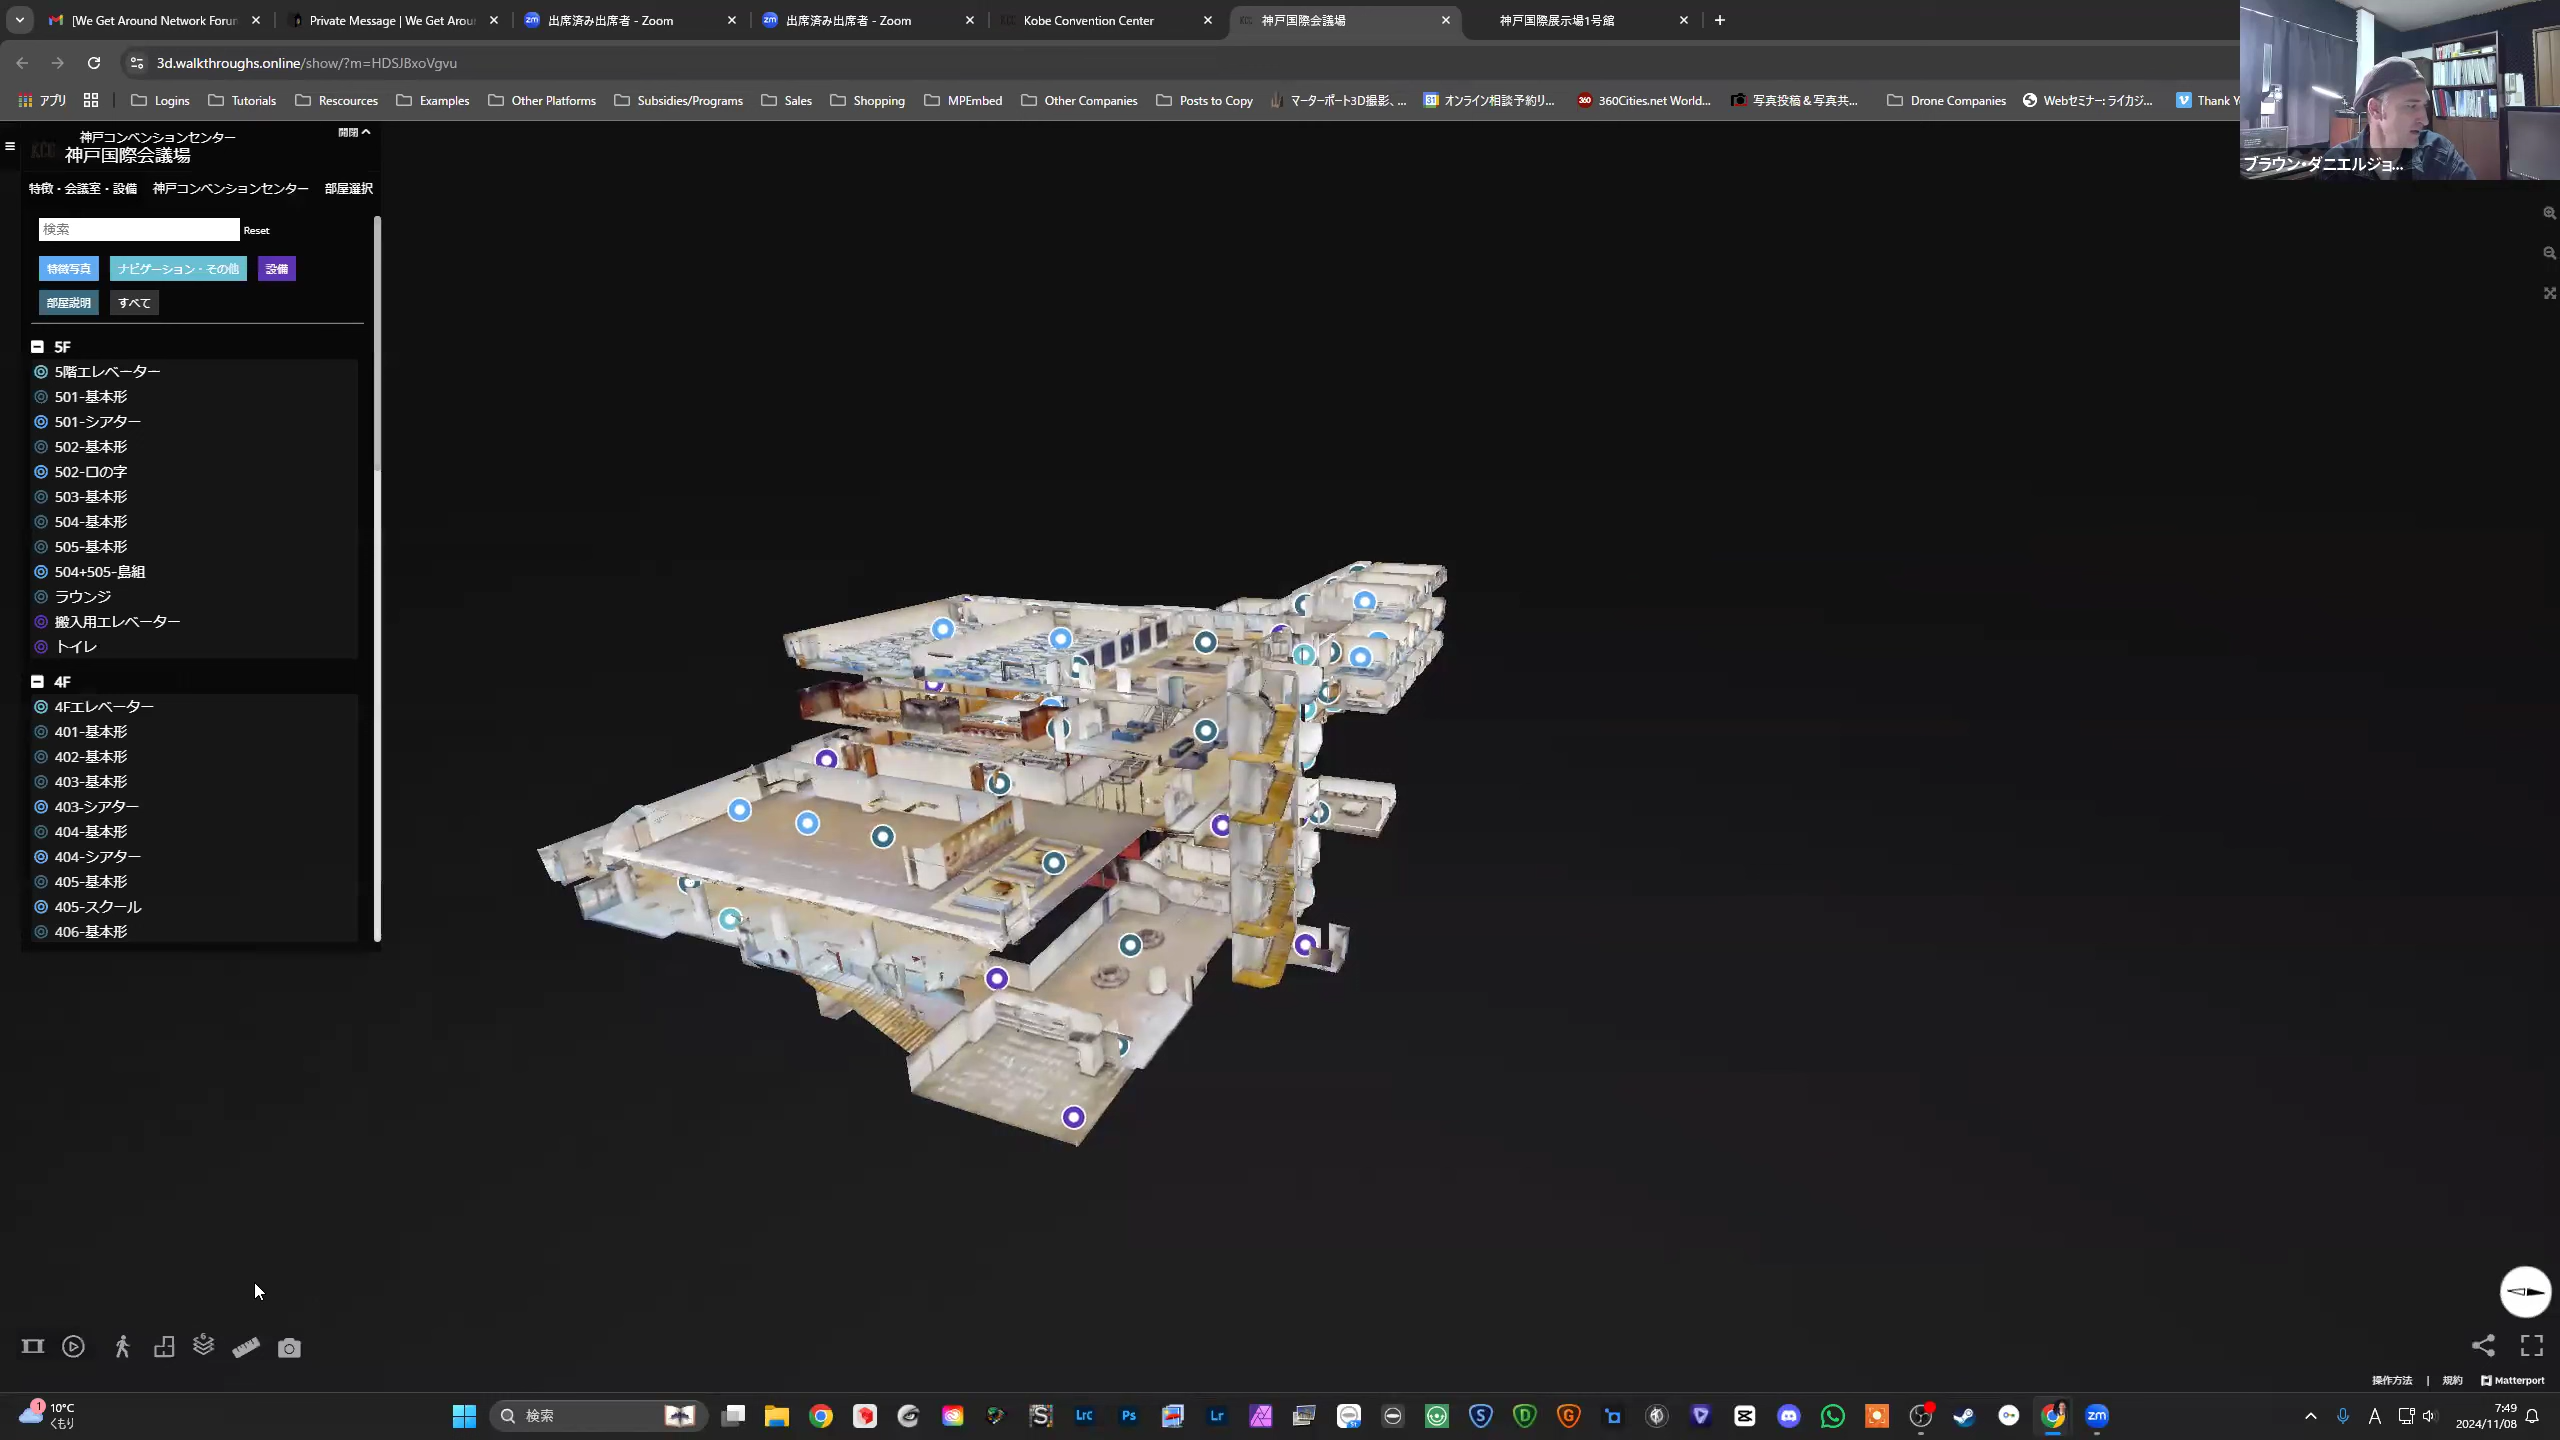 [We Get Around Network Forun
Private Message | We Get Arou
出席済み出席者 - Zoom
出席済み出席者 - Zoom
Kobe Convention Center
神戸国際会議場
神戸国際展示場1号館
3d.walkthroughs.online/show/?m=HDSJBxoVgvu
アプリ
Logins
Tutorials
Rescources
Examples
Other Platforms
Subsidies/Programs
Sales
Shopping
MPEmbed
Other Companies
Posts to Copy
マーターポート3D撮影、...
オンライン相談予約リ...
360Cities.net World...
写真投稿&写真共...
Drone Companies
Webセミナー: ライカジ...
Thank Y
ブラウン・ダニエルジョ...
神戸コンベンションセンター
開閉
KCC
神戸国際会議場
特徴・会議室・設備 神戸コンベンションセンター 部屋選択
検索 Reset
特徴写真 ナビゲーション・その他 設備
部屋説明 すべて
5F
5階エレベーター
501-基本形
501-シアター
502-基本形
502-ロの字
503-基本形
504-基本形
505-基本形
504+505-島組
ラウンジ
搬入用エレベーター
トイレ
4F
4Fエレベーター
401-基本形
402-基本形
403-基本形
403-シアター
404-基本形
404-シアター
405-基本形
405-スクール
406-基本形
6
操作方法 | 規約 Matterport
1
10°C
くもり
検索
LrC
Ps
Lr
zm
A
7:49
2024/11/08